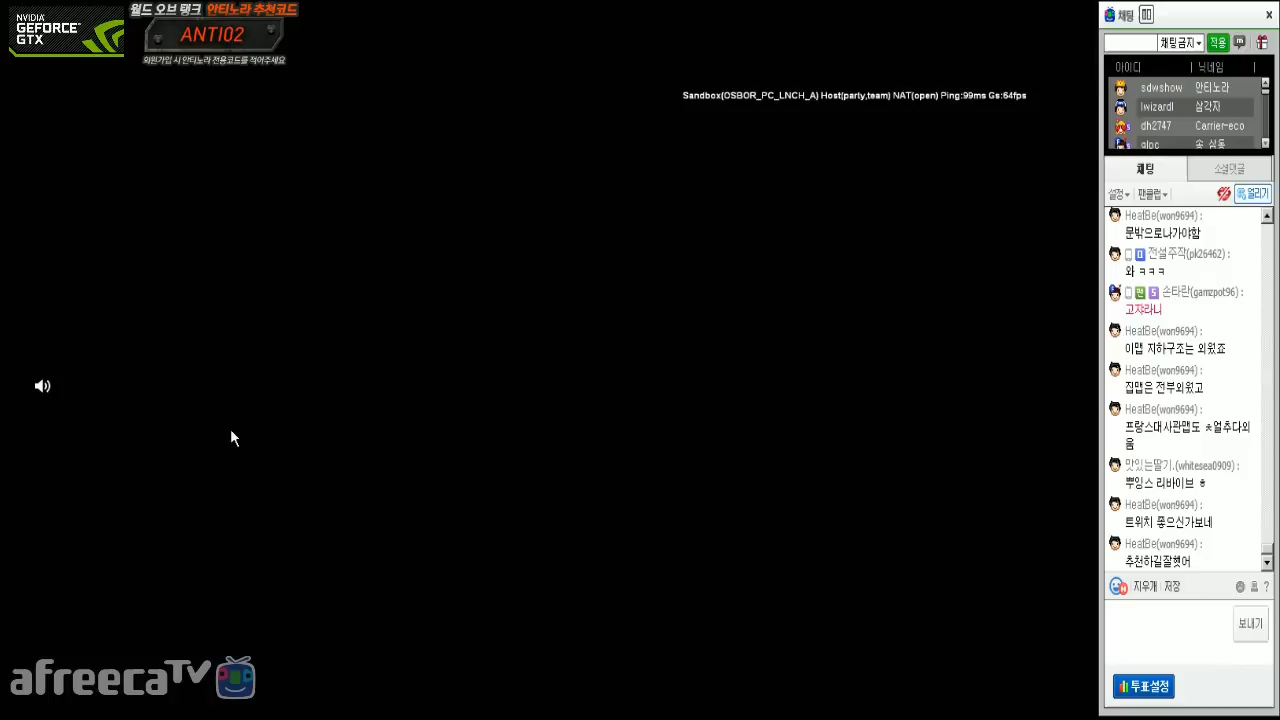 NVIDIA
GEFORCE
GTX
월드 오브 탱크 안티노라 추천코드
ANTI02
회원가입 시 안티노라 전용코드를 적어주세요
Sandbox(OSBOR_PC_LNCH_A) Host(party,team) NAT(open) Ping:99ms Gs:64fps
afreecaTV
채팅
채팅금지
적용
아이디 닉네임
sdwshow 안티노라
lwizardl 삼각자
dh2747 Carrier-eco
채팅 소셜댓글
설정 팬클럽 얼리기
HeatBe(won9694) :
문밖으로나가야함
전설주작(pk26462) :
와 ㅋㅋㅋ
팬 S 손타란(gamzpot96) :
고쟈라니
HeatBe(won9694) :
이맵 지하구조는 외웠죠
HeatBe(won9694) :
집맵은 전부외웠고
HeatBe(won9694) :
프랑스대사관맵도 ㅊ얼추다외
움
맛있는딸기.(whitesea0909) :
뿌잉스 리바이브 ㅎ
HeatBe(won9694) :
트위치 좋으신가보네
HeatBe(won9694) :
추천하길잘햇어
지우개 저장
보내기
투표설정